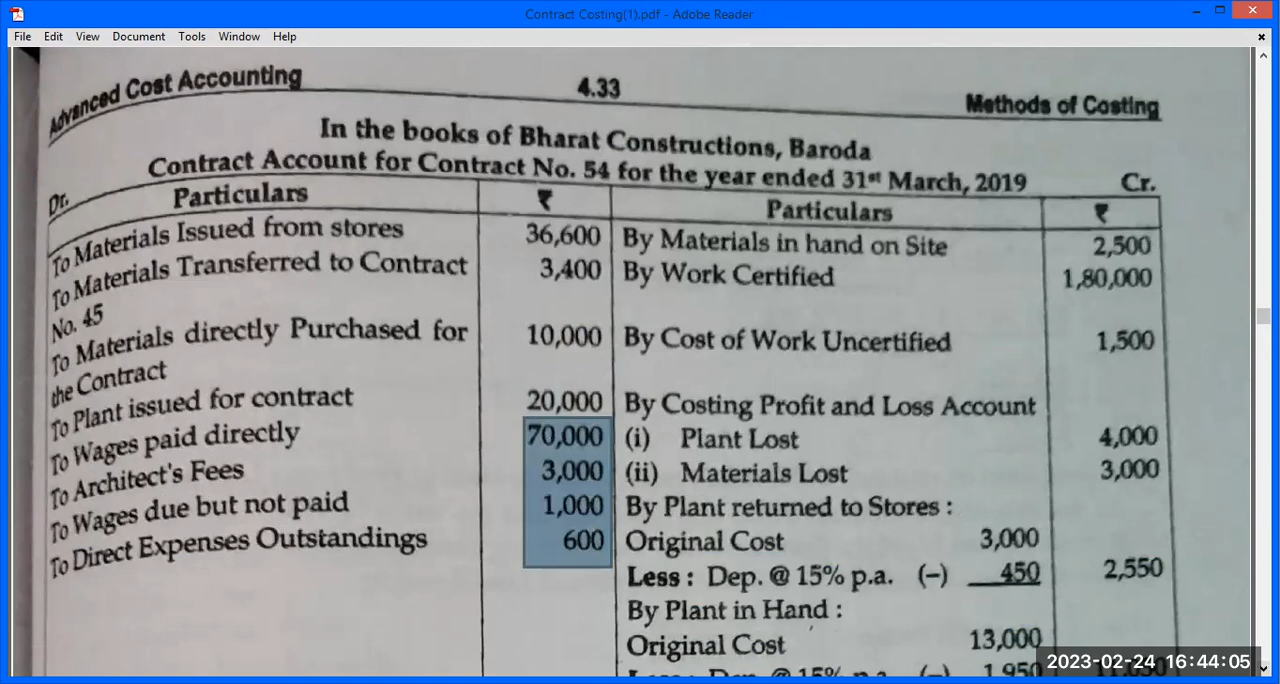 Contract Costing(1).pdf - Adobe Reader
File Edit View Document Tools Window Help
Advanced Cost Accounting 4.33 Methods of Costing
In the books of Bharat Constructions, Baroda
Contract Account for Contract No. 54 for the year ended 31st March, 2019
Dr. Cr.
Particulars ₹ Particulars ₹
To Materials Issued from stores 36,600 By Materials in hand on Site 2,500
To Materials Transferred to Contract 3,400 By Work Certified 1,80,000
No. 45
To Materials directly Purchased for 10,000 By Cost of Work Uncertified 1,500
the Contract
To Plant issued for contract 20,000 By Costing Profit and Loss Account
To Wages paid directly 70,000 (i) Plant Lost 4,000
To Architect's Fees 3,000 (ii) Materials Lost 3,000
To Wages due but not paid 1,000 By Plant returned to Stores :
To Direct Expenses Outstandings 600 Original Cost 3,000
Less : Dep. @ 15% p.a. (–) 450 2,550
By Plant in Hand :
Original Cost 13,000
Less : Dep. @ 15% p.a. (–) 1,950
2023-02-24 16:44:05